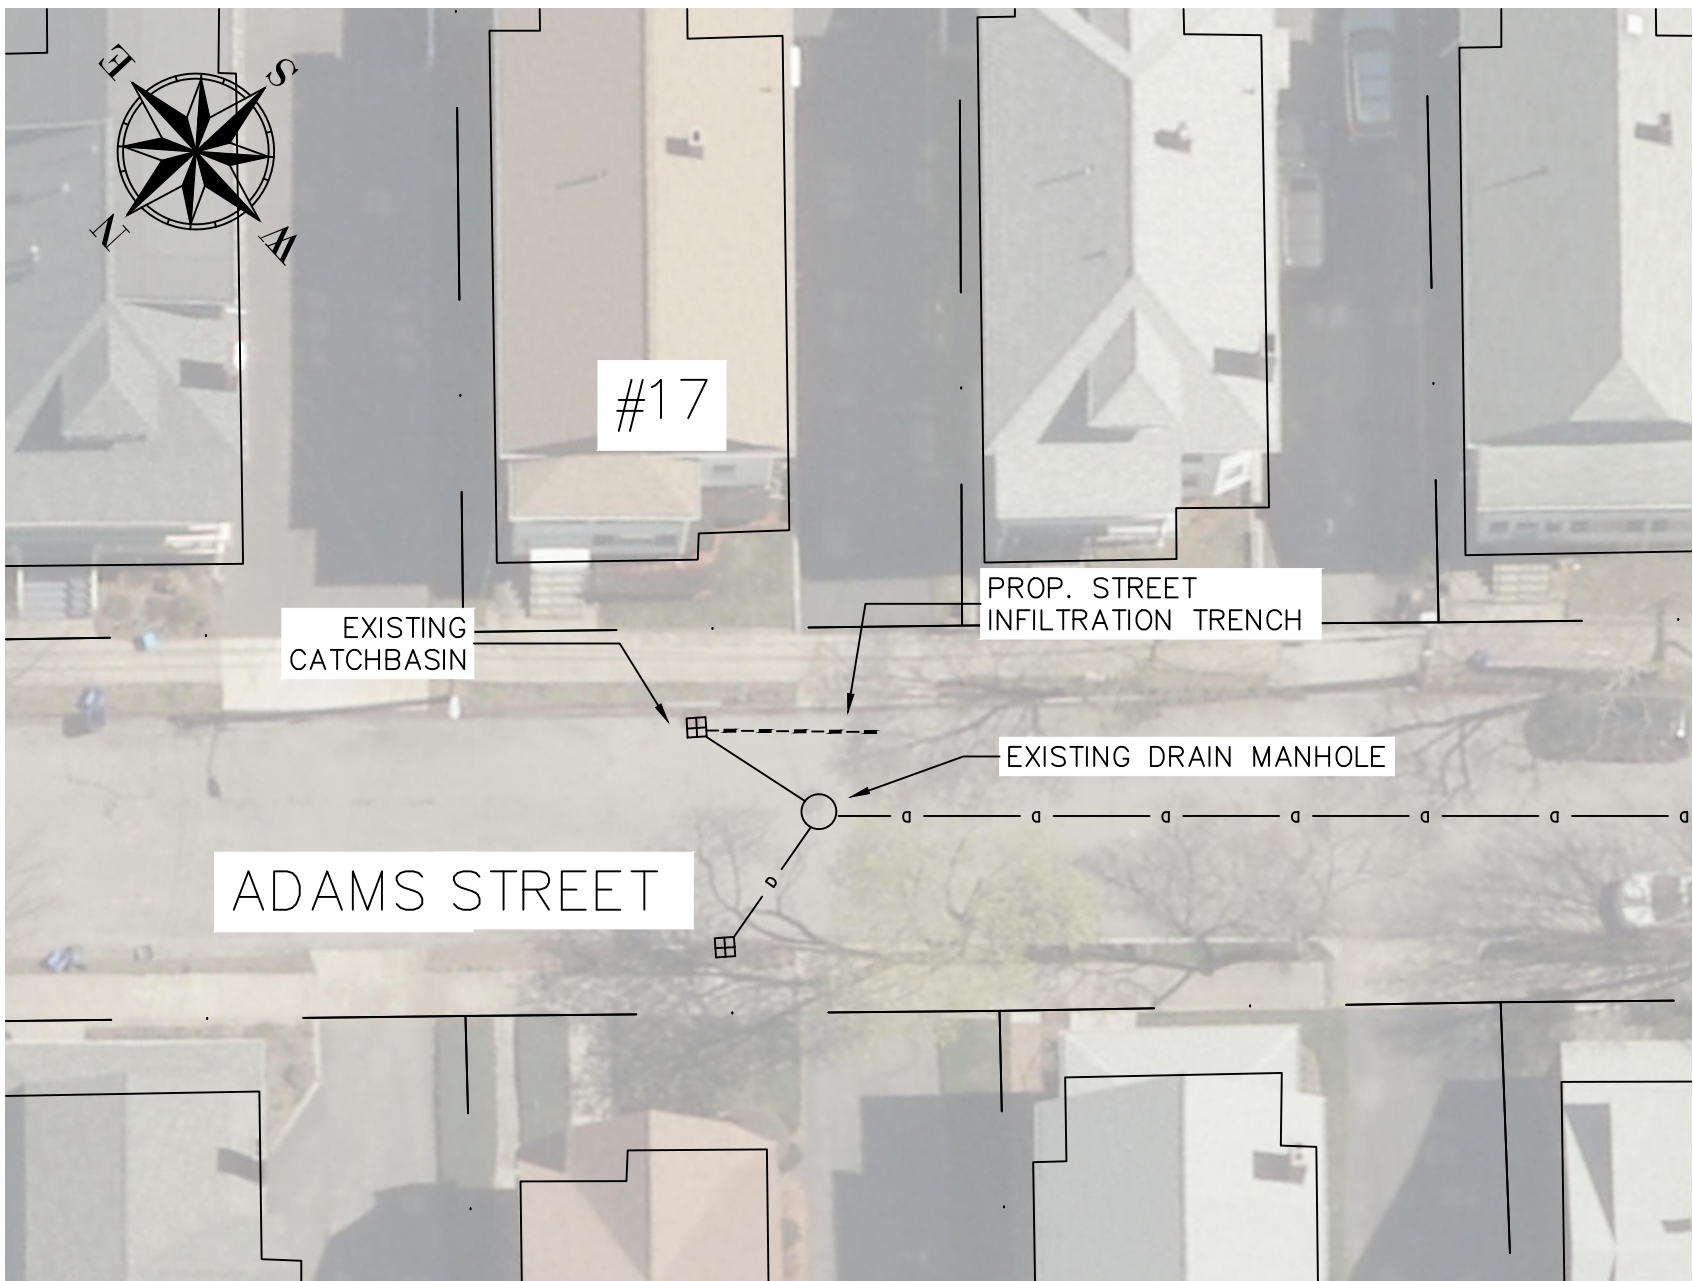 E
S
N
W
#17
EXISTING
CATCHBASIN
PROP. STREET
INFILTRATION TRENCH
EXISTING DRAIN MANHOLE
D D D D D D D
ADAMS STREET
D